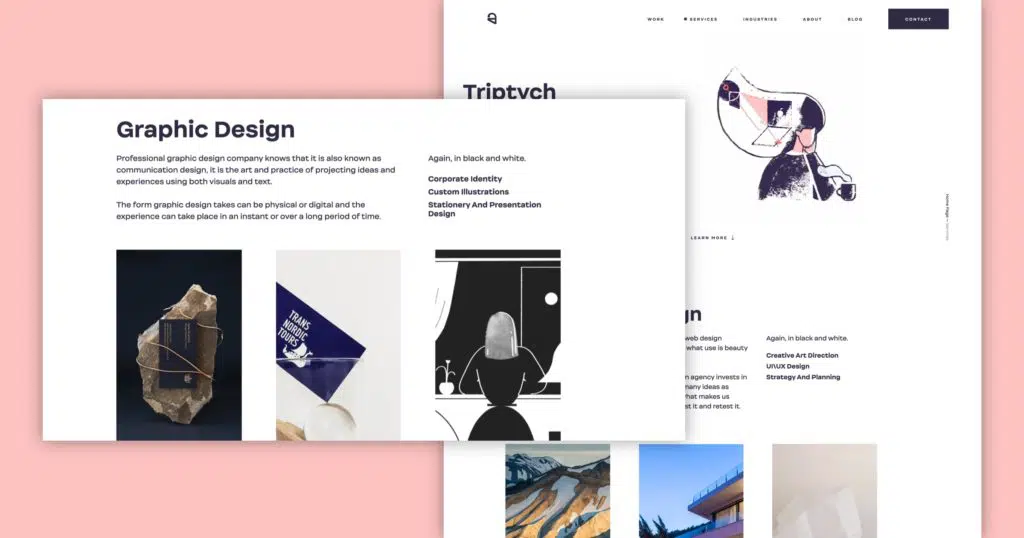 WORK
SERVICES
INDUSTRIES
ABOUT
BLOG
CONTACT
Triptych
Graphic Design
Professional graphic design company knows that it is also known as
communication design, it is the art and practice of projecting ideas and
experiences using both visuals and text.
The form graphic design takes can be physical or digital and the
experience can take place in an instant or over a long period of time.
Again, in black and white.
Corporate Identity
Custom Illustrations
Stationery And Presentation
Design
TRANS
NORDIC
TOURS
LEARN MORE ↓
Home Page —
gn
web design
what use is beauty
n agency invests in
many ideas as
hat makes us
st it and retest it.
Again, in black and white.
Creative Art Direction
UI\UX Design
Strategy And Planning